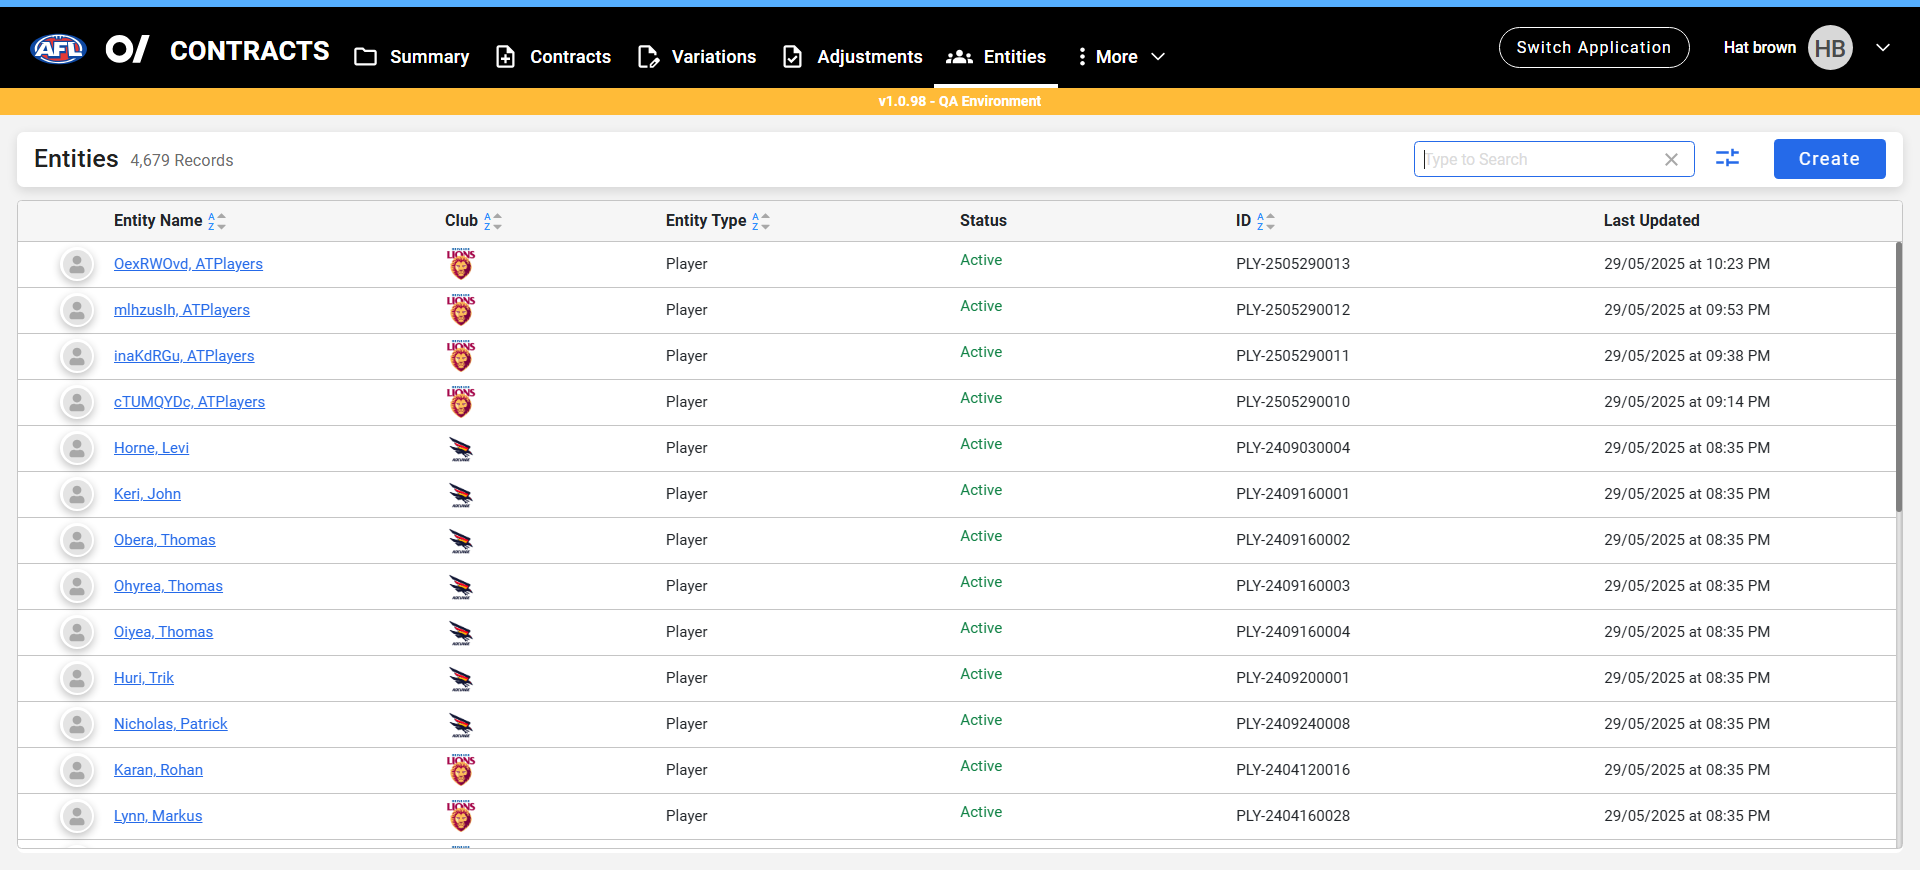 AFL CONTRACTS Summary Contracts Variations Adjustments Entities More Switch Application Hat brown HB
v1.0.98 - QA Environment
Entities 4,679 Records Type to Search Create
Entity Name Club Entity Type Status ID Last Updated
OexRWOvd, ATPlayers LIONS Player Active PLY-2505290013 29/05/2025 at 10:23 PM
mlhzuslh, ATPlayers LIONS Player Active PLY-2505290012 29/05/2025 at 09:53 PM
inaKdRGu, ATPlayers LIONS Player Active PLY-2505290011 29/05/2025 at 09:38 PM
cTUMQYDc, ATPlayers LIONS Player Active PLY-2505290010 29/05/2025 at 09:14 PM
Horne, Levi Player Active PLY-2409030004 29/05/2025 at 08:35 PM
Keri, John Player Active PLY-2409160001 29/05/2025 at 08:35 PM
Obera, Thomas Player Active PLY-2409160002 29/05/2025 at 08:35 PM
Ohyrea, Thomas Player Active PLY-2409160003 29/05/2025 at 08:35 PM
Oiyea, Thomas Player Active PLY-2409160004 29/05/2025 at 08:35 PM
Huri, Trik Player Active PLY-2409200001 29/05/2025 at 08:35 PM
Nicholas, Patrick Player Active PLY-2409240008 29/05/2025 at 08:35 PM
Karan, Rohan LIONS Player Active PLY-2404120016 29/05/2025 at 08:35 PM
Lynn, Markus LIONS Player Active PLY-2404160028 29/05/2025 at 08:35 PM